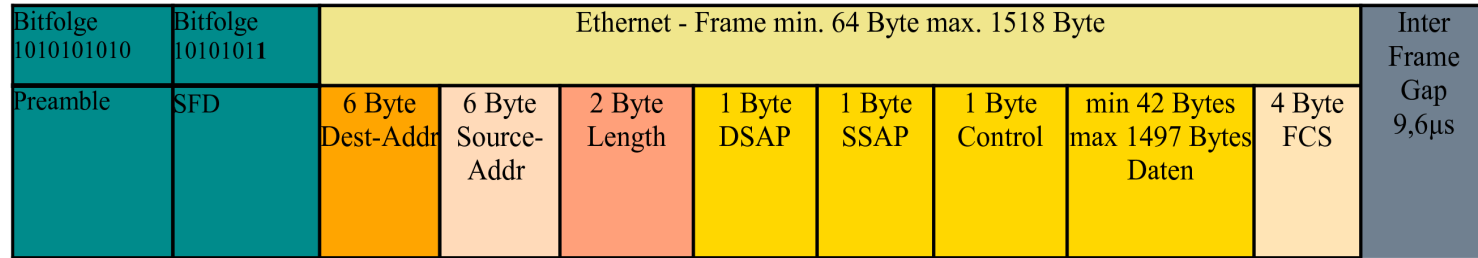 Bitfolge
1010101010
Bitfolge
10101011
Ethernet - Frame min. 64 Byte max. 1518 Byte
Inter
Frame
Gap
9,6µs
Preamble
SFD
6 Byte
Dest-Addr
6 Byte
Source-
Addr
2 Byte
Length
1 Byte
DSAP
1 Byte
SSAP
1 Byte
Control
min 42 Bytes
max 1497 Bytes
Daten
4 Byte
FCS